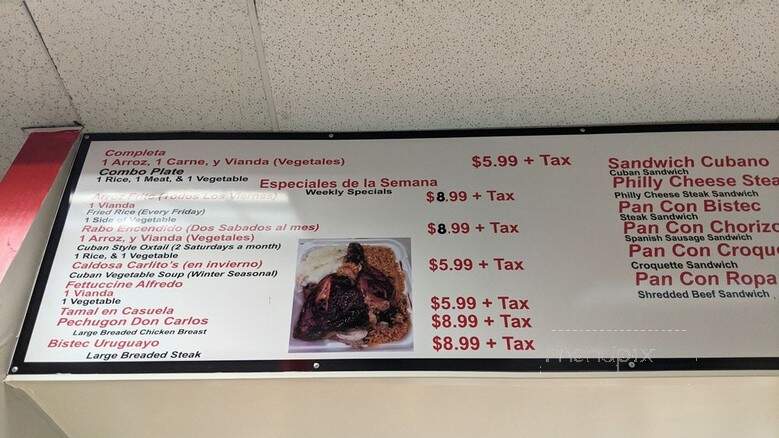 Completa
1 Arroz, 1 Carne, y Vianda (Vegetales) $5.99 + Tax
Combo Plate
1 Rice, 1 Meat, & 1 Vegetable
Especiales de la Semana
Weekly Specials
Arroz Frito (Todos Los Viernes) $8.99 + Tax
1 Vianda
Fried Rice (Every Friday)
1 Side of Vegetable
Rabo Encendido (Dos Sabados al mes) $8.99 + Tax
1 Arroz, y Vianda (Vegetales)
Cuban Style Oxtail (2 Saturdays a month)
1 Rice, & 1 Vegetable
Caldosa Carlito's (en invierno) $5.99 + Tax
Cuban Vegetable Soup (Winter Seasonal)
Fettuccine Alfredo
1 Vianda
1 Vegetable
Tamal en Casuela $5.99 + Tax
Pechugon Don Carlos $8.99 + Tax
Large Breaded Chicken Breast
Bistec Uruguayo $8.99 + Tax
Large Breaded Steak
Sandwich Cubano
Cuban Sandwich
Philly Cheese Stea
Philly Cheese Steak Sandwich
Pan Con Bistec
Steak Sandwich
Pan Con Chorizo
Spanish Sausage Sandwich
Pan Con Croqu
Croquette Sandwich
Pan Con Ropa
Shredded Beef Sandwich
menupix